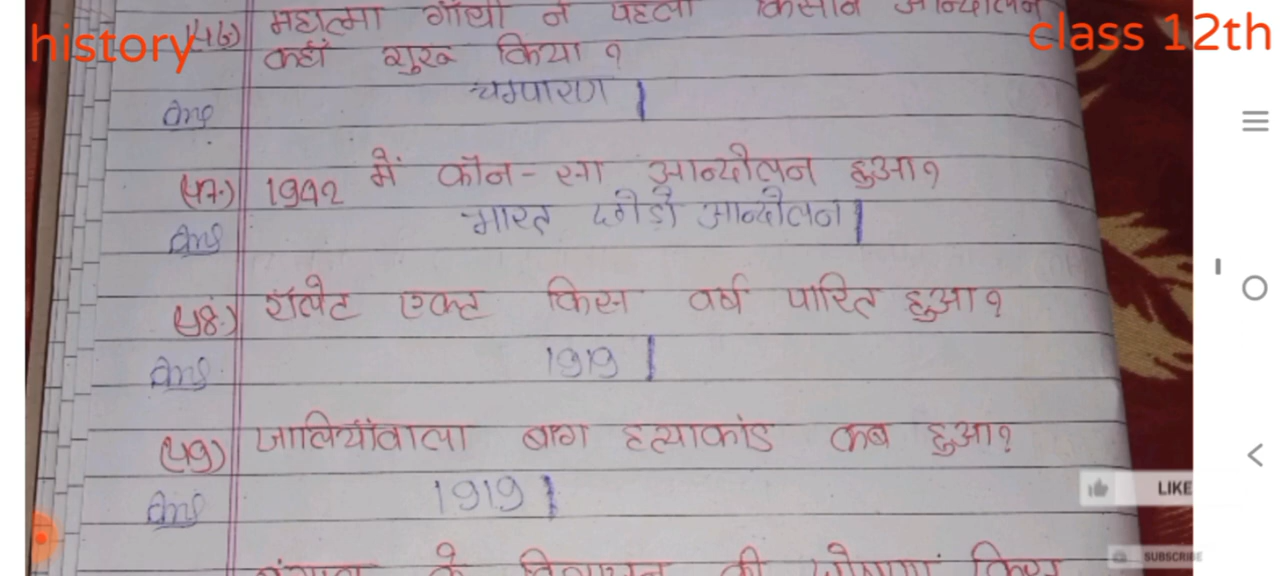 history
class 12th
46.) महात्मा गाँधी ने पहला किसान आन्दोलन
कहाँ शुरू किया ?
Ans चम्पारण |
47.) 1942 में कौन-सा आन्दोलन हुआ?
Ans भारत छोड़ो आन्दोलन|
48.) रॉलेट एक्ट किस वर्ष पारित हुआ?
Ans 1919 |
49) जालियांवाला बाग हत्याकांड कब हुआ?
Ans 1919 |
के की किस
LIKE
SUBSCRIBE